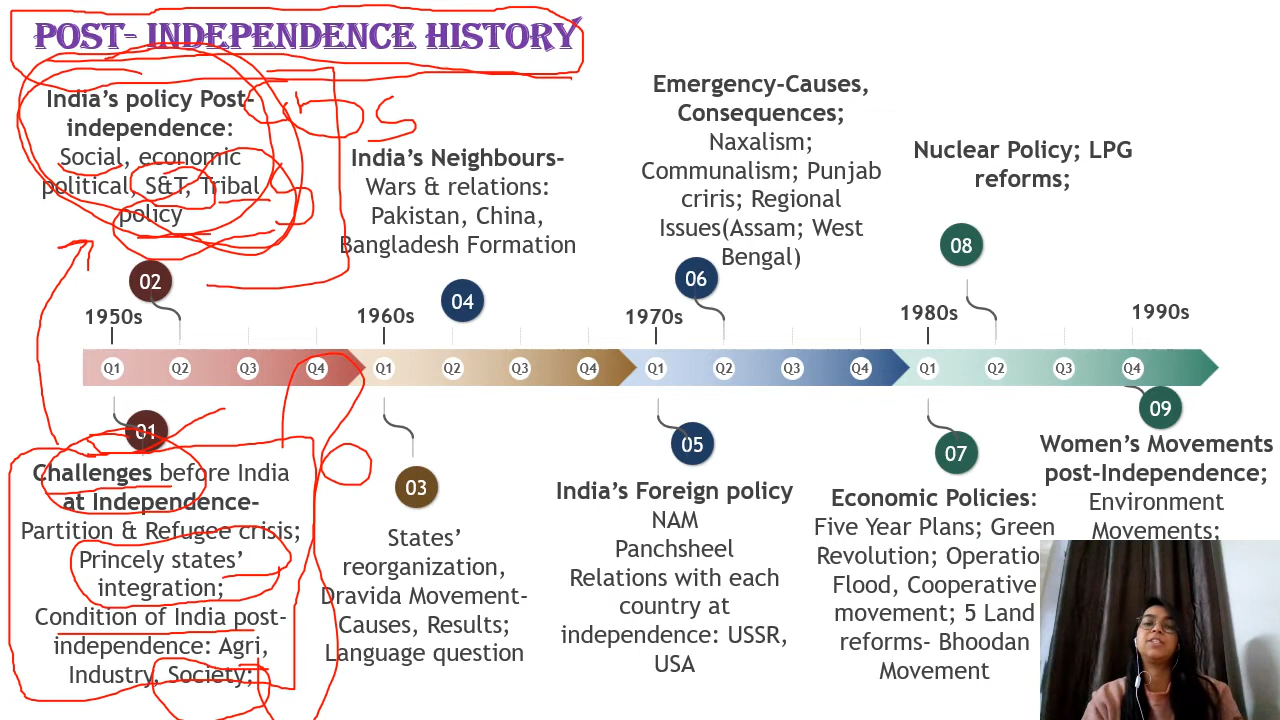 POST- INDEPENDENCE HISTORY
India's policy Post-
independence:
Social, economic
political, S&T, Tribal
policy
02
1950s
India's Neighbours-
Wars & relations:
Pakistan, China,
Bangladesh Formation
04
1960s
Emergency-Causes,
Consequences;
Naxalism;
Communalism; Punjab
criris; Regional
Issues(Assam; West
Bengal)
06
1970s
Nuclear Policy; LPG
reforms;
08
1980s
1990s
Q1 Q2 Q3 Q4 Q1 Q2 Q3 Q4 Q1 Q2 Q3 Q4 Q1 Q2 Q3 Q4
01
Challenges before India
at Independence-
Partition & Refugee crisis;
Princely states'
integration;
Condition of India post-
independence: Agri,
Industry, Society;
03
States'
reorganization,
Dravida Movement-
Causes, Results;
Language question
05
India's Foreign policy
NAM
Panchsheel
Relations with each
country at
independence: USSR,
USA
07
Economic Policies:
Five Year Plans; Green
Revolution; Operatio
Flood, Cooperative
movement; 5 Land
reforms- Bhoodan
Movement
09
Women's Movements
post-Independence;
Environment
Movements;